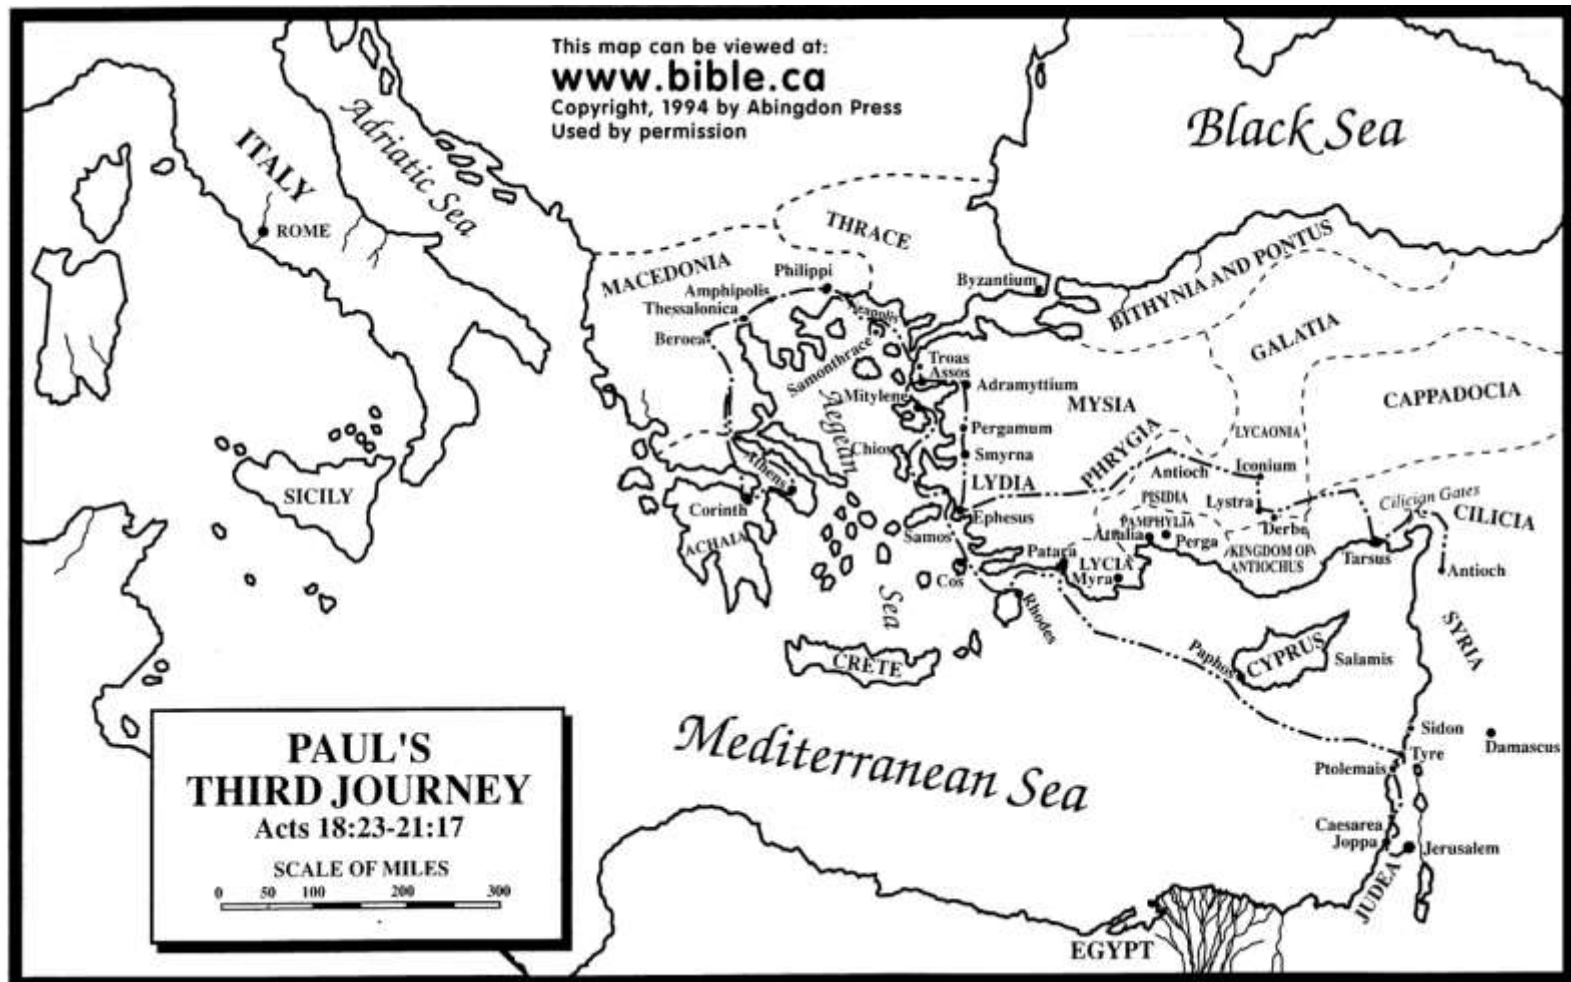 This map can be viewed at:
www.bible.ca
Copyright, 1994 by Abingdon Press
Used by permission
Black Sea
Adriatic Sea
ITALY
ROME
THRACE
MACEDONIA
Philippi
Byzantium
BITHYNIA AND PONTUS
Amphipolis
Thessalonica
Neapolis
Beroea
Samonthrace
GALATIA
Troas
Assos
Adramyttium
CAPPADOCIA
Mitylene
MYSIA
Aegean
Sea
Pergamum
LYCAONIA
PHRYGIA
Chios
Smyrna
Athens
Antioch
Iconium
LYDIA
SICILY
PISIDIA
Lystra
Cilician Gates
Corinth
Ephesus
PAMPHYLIA
Derbe
CILICIA
Samos
Attalia
Perga
ACHAIA
Patara
KINGDOM OF
ANTIOCHUS
Tarsus
LYCIA
Myra
Antioch
Cos
Rhodes
SYRIA
CRETE
Paphos
CYPRUS
Salamis
Mediterranean Sea
Sidon
Tyre
Damascus
Ptolemais
Caesarea
Joppa
Jerusalem
JUDEA
EGYPT
PAUL'S
THIRD JOURNEY
Acts 18:23-21:17
SCALE OF MILES
0 50 100 200 300